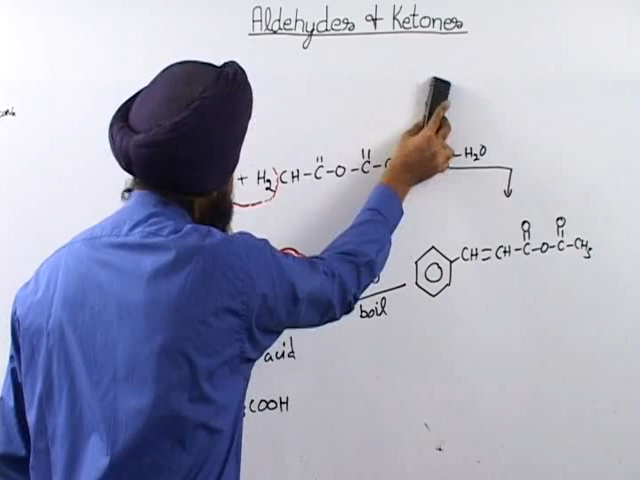 Aldehydes & Ketones
+ H2 CH-C-O-C- -H2O
CH=CH-C-O-C-CH3
O O
boil
acid
COOH